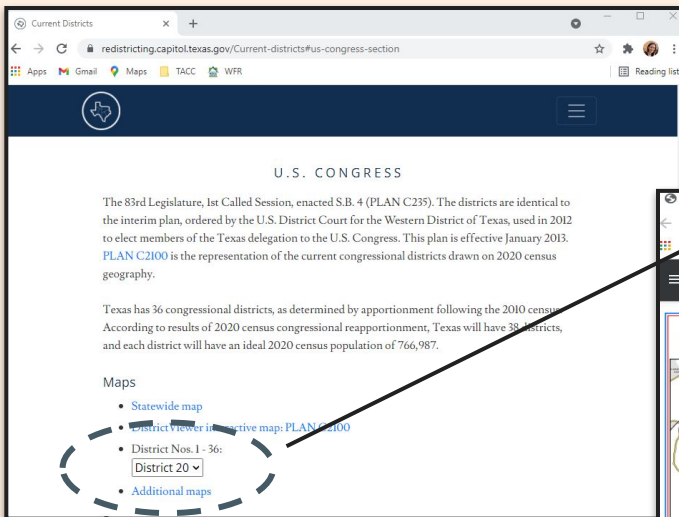 Current Districts
redistricting.capitol.texas.gov/Current-districts#us-congress-section
Apps Gmail Maps TACC WFR Reading list
U.S. CONGRESS
The 83rd Legislature, 1st Called Session, enacted S.B. 4 (PLAN C235). The districts are identical to
the interim plan, ordered by the U.S. District Court for the Western District of Texas, used in 2012
to elect members of the Texas delegation to the U.S. Congress. This plan is effective January 2013.
PLAN C2100 is the representation of the current congressional districts drawn on 2020 census
geography.
Texas has 36 congressional districts, as determined by apportionment following the 2010 census.
According to results of 2020 census congressional reapportionment, Texas will have 38 districts,
and each district will have an ideal 2020 census population of 766,987.
Maps
Statewide map
DistrictViewer interactive map: PLAN C2100
District Nos. 1 - 36:
District 20
Additional maps